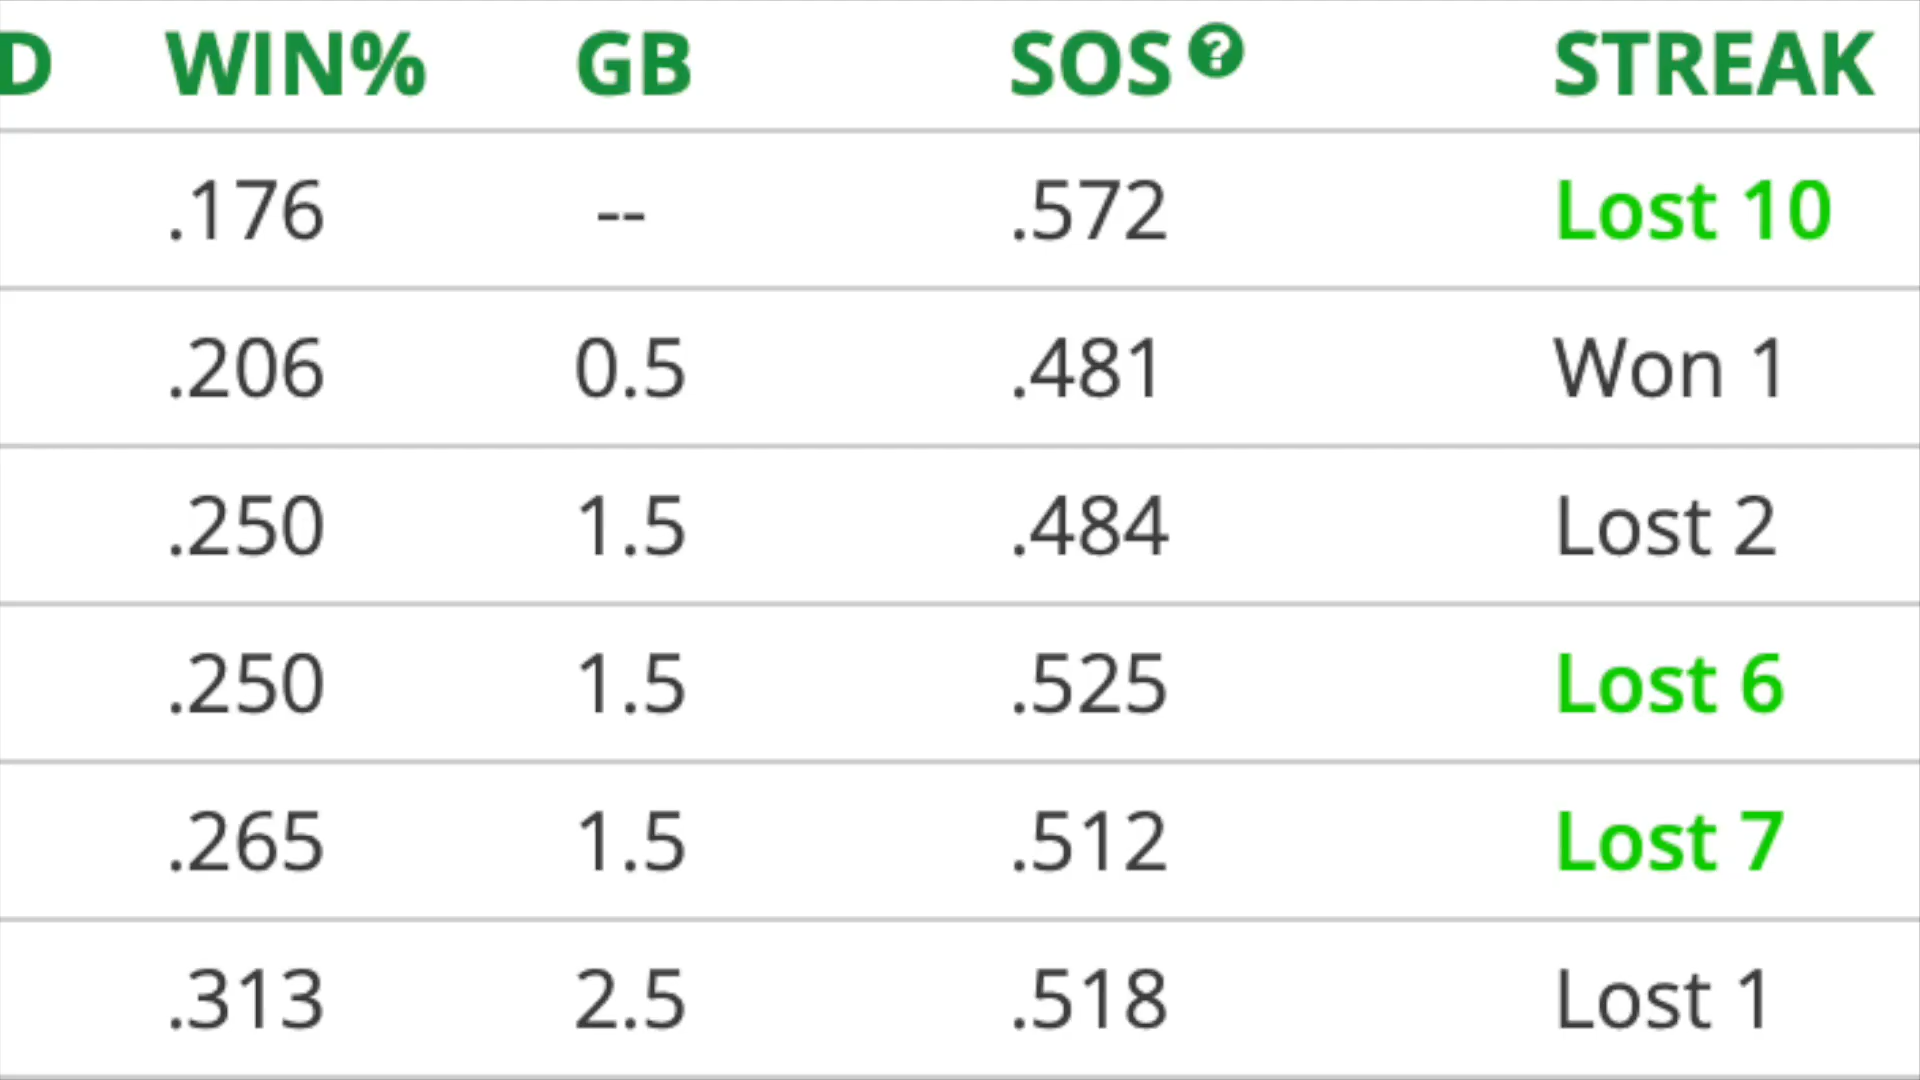 D WIN% GB SOS ? STREAK
.176 -- .572 Lost 10
.206 0.5 .481 Won 1
.250 1.5 .484 Lost 2
.250 1.5 .525 Lost 6
.265 1.5 .512 Lost 7
.313 2.5 .518 Lost 1